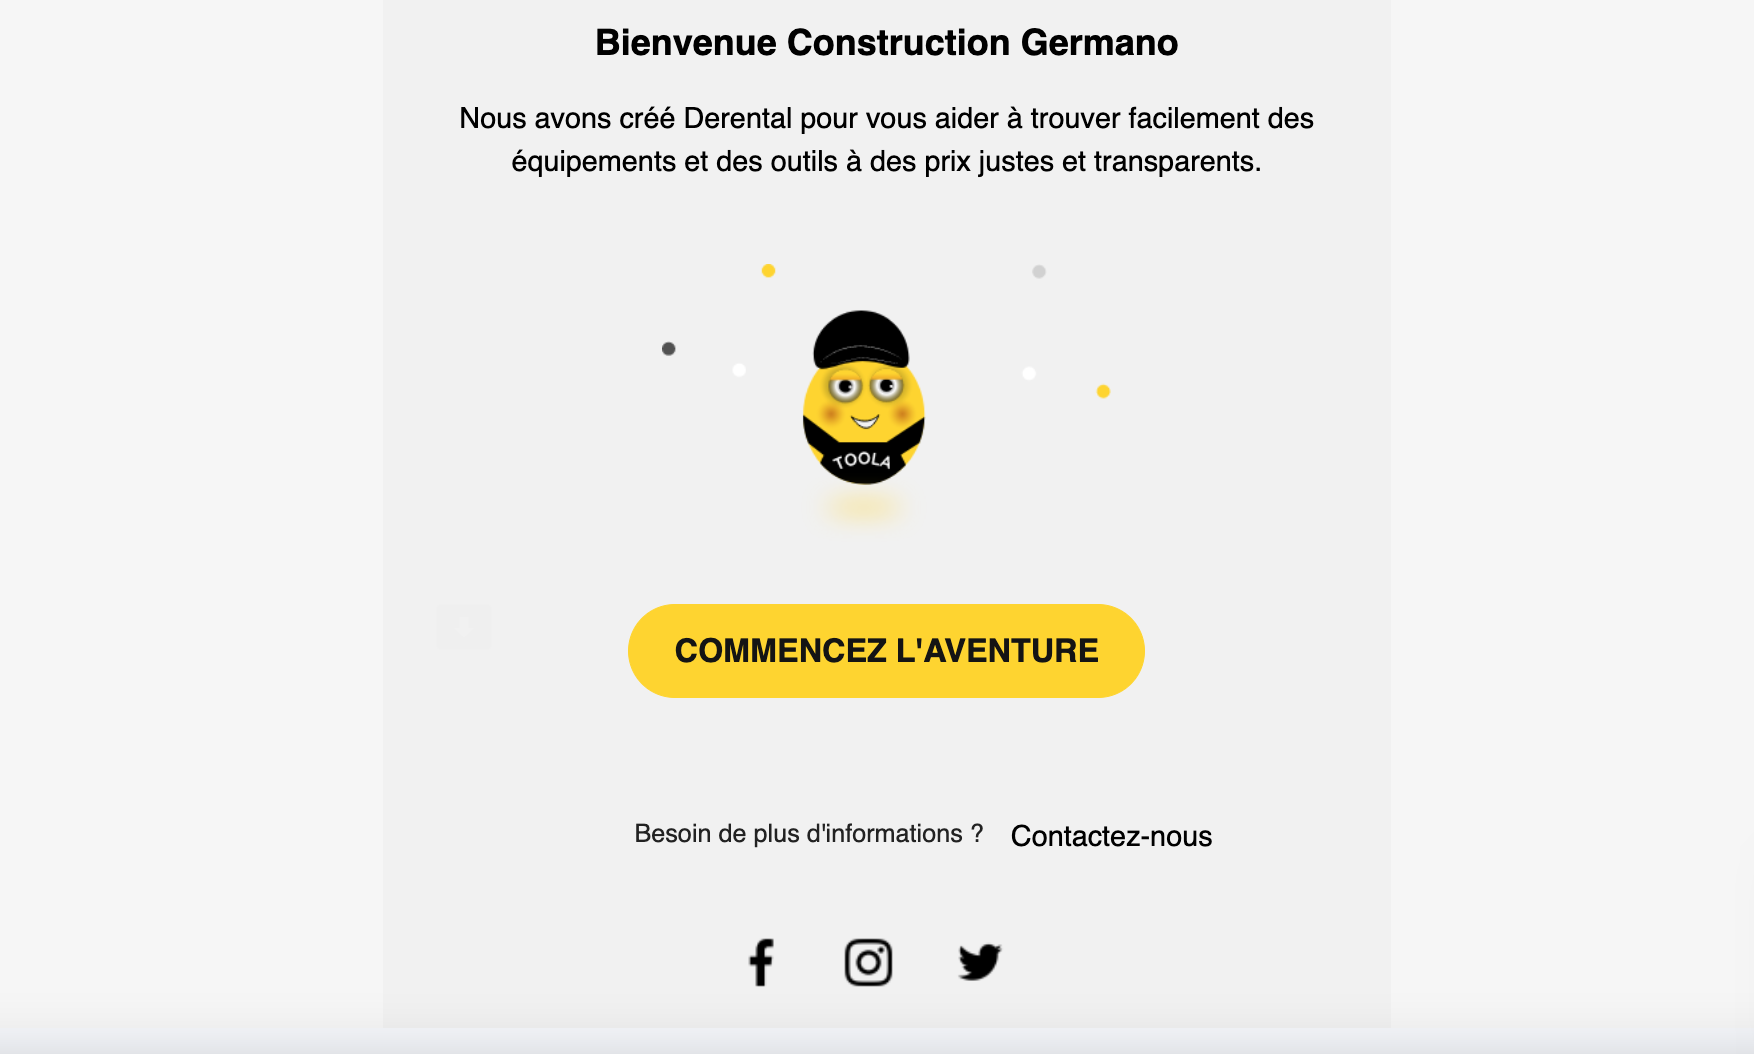 Bienvenue Construction Germano
Nous avons créé Derental pour vous aider à trouver facilement des
équipements et des outils à des prix justes et transparents.
TOOLA
COMMENCEZ L'AVENTURE
Besoin de plus d'informations ? Contactez-nous